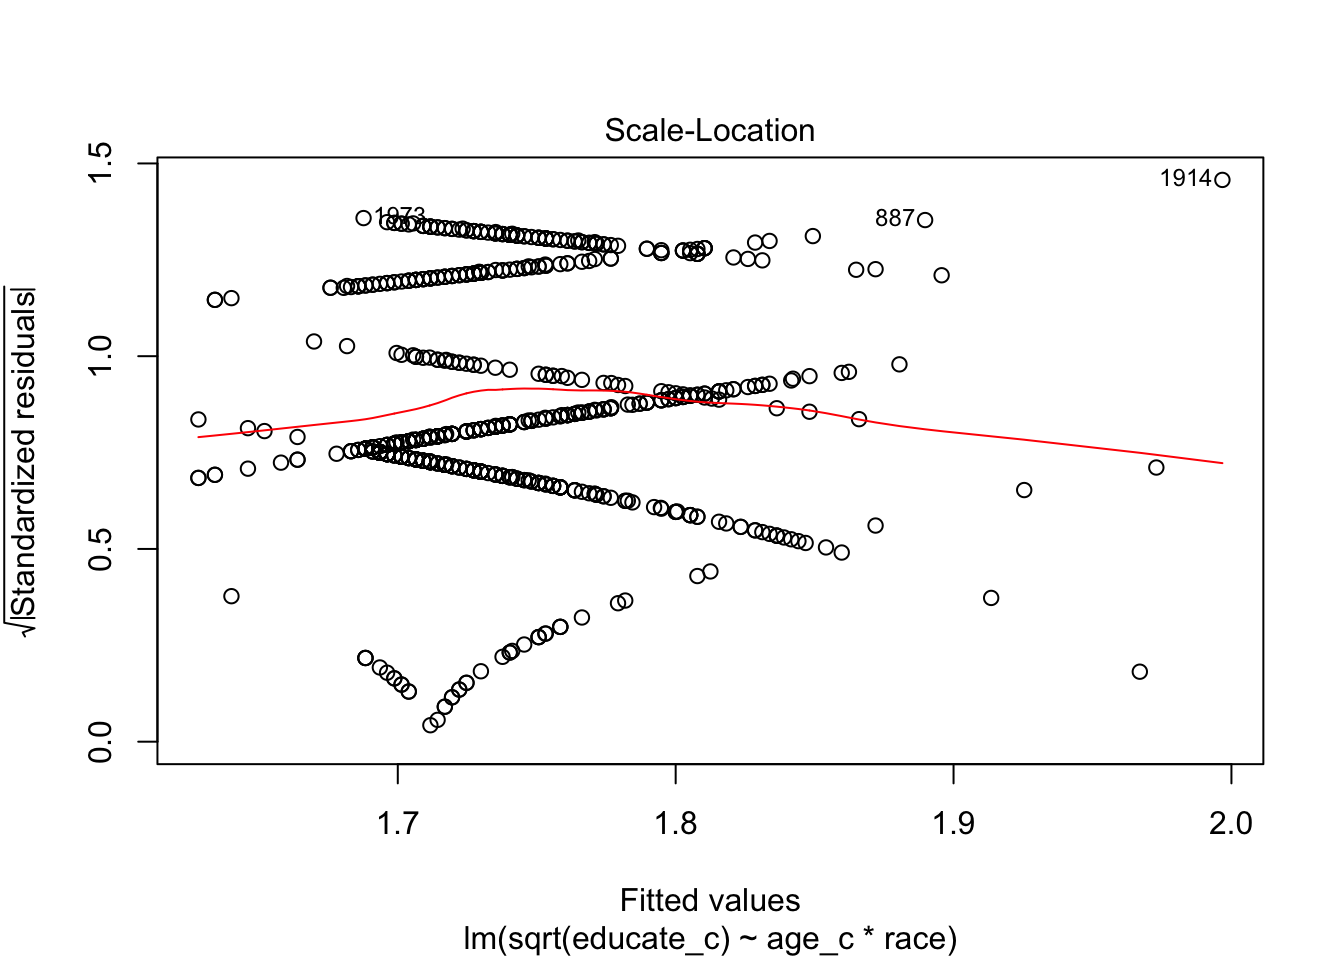 Scale-Location
√|Standardized residuals|
1.5
1.0
0.5
0.0
1973
887
1914
1.7
1.8
1.9
2.0
Fitted values
lm(sqrt(educate_c) ~ age_c * race)